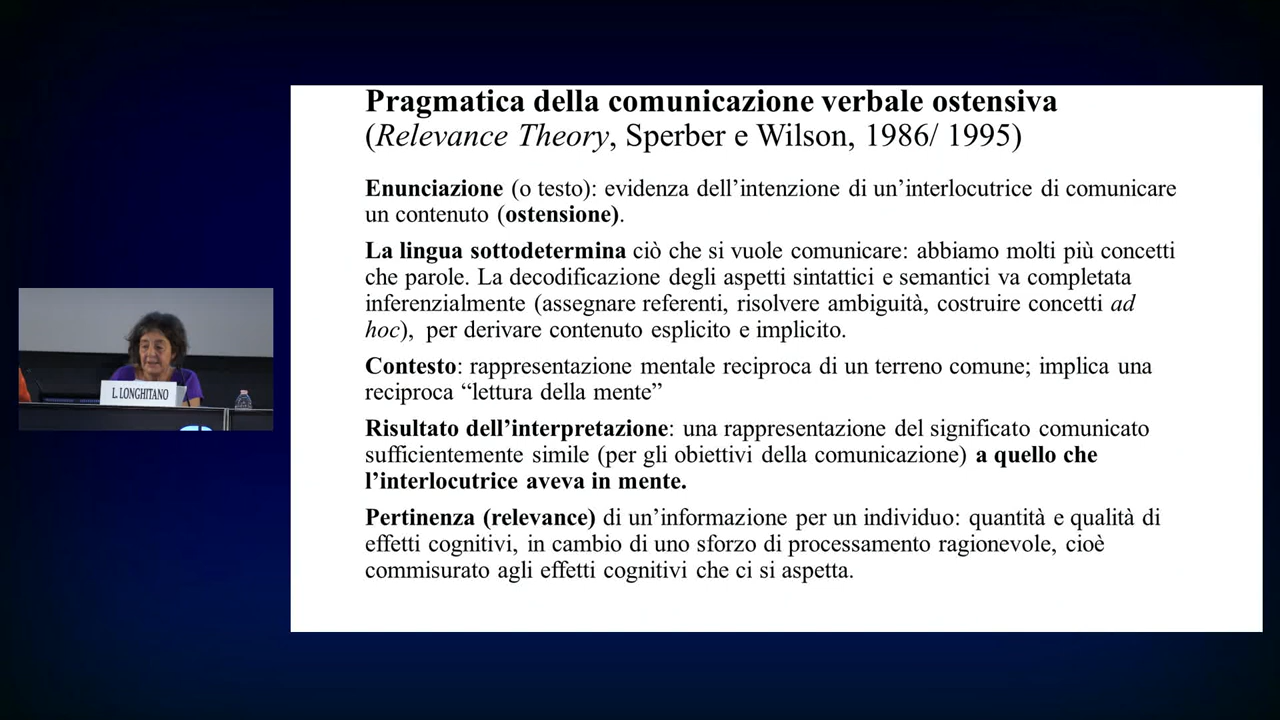 Pragmatica della comunicazione verbale ostensiva
(Relevance Theory, Sperber e Wilson, 1986/ 1995)
Enunciazione (o testo): evidenza dell’intenzione di un’interlocutrice di comunicare
un contenuto (ostensione).
La lingua sottodetermina ciò che si vuole comunicare: abbiamo molti più concetti
che parole. La decodificazione degli aspetti sintattici e semantici va completata
inferenzialmente (assegnare referenti, risolvere ambiguità, costruire concetti ad
hoc), per derivare contenuto esplicito e implicito.
Contesto: rappresentazione mentale reciproca di un terreno comune; implica una
reciproca “lettura della mente”
Risultato dell’interpretazione: una rappresentazione del significato comunicato
sufficientemente simile (per gli obiettivi della comunicazione) a quello che
l’interlocutrice aveva in mente.
Pertinenza (relevance) di un’informazione per un individuo: quantità e qualità di
effetti cognitivi, in cambio di uno sforzo di processamento ragionevole, cioè
commisurato agli effetti cognitivi che ci si aspetta.
L. LONGHITANO